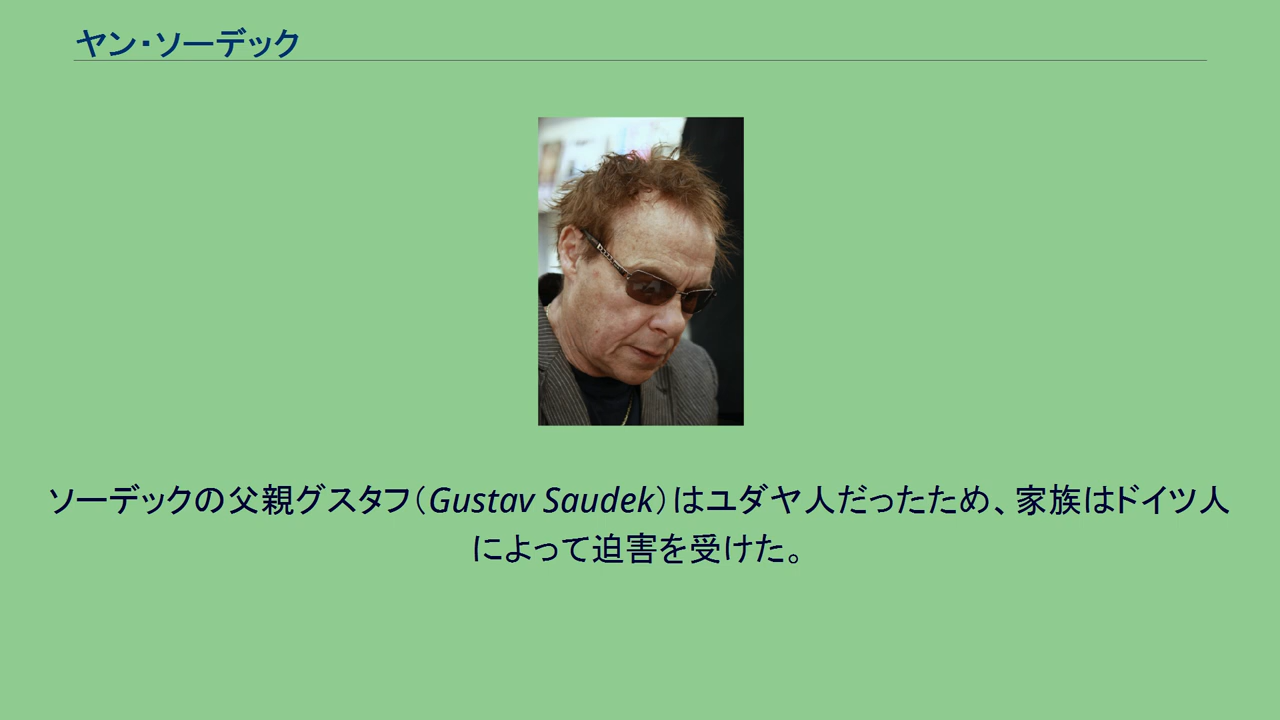 ヤン・ソーデック
ソーデックの父親グスタフ（Gustav Saudek）はユダヤ人だったため、家族はドイツ人
によって迫害を受けた。